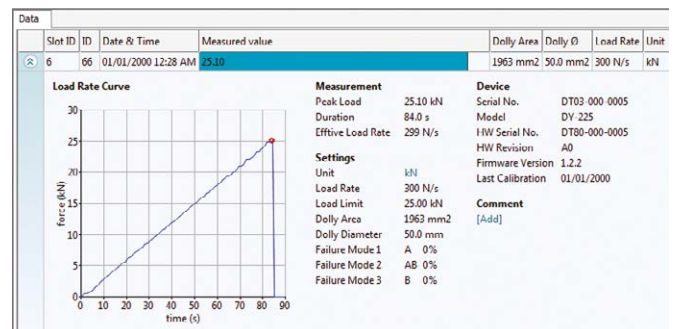 Data
Slot ID ID Date & Time Measured value Dolly Area Dolly Ø Load Rate Unit
6 66 01/01/2000 12:28 AM 25.10 1963 mm2 50.0 mm2 300 N/s kN
Load Rate Curve
30
25
20
15
10
5
0
force (kN)
0 10 20 30 40 50 60 70 80 90
time (s)
Measurement
Peak Load 25.10 kN
Duration 84.0 s
Efftive Load Rate 299 N/s
Settings
Unit kN
Load Rate 300 N/s
Load Limit 25.00 kN
Dolly Area 1963 mm2
Dolly Diameter 50.0 mm
Failure Mode 1 A 0%
Failure Mode 2 AB 0%
Failure Mode 3 B 0%
Device
Serial No. DT03-000-0005
Model DY-225
HW Serial No. DT80-000-0005
HW Revision A0
Firmware Version 1.2.2
Last Calibration 01/01/2000
Comment
[Add]